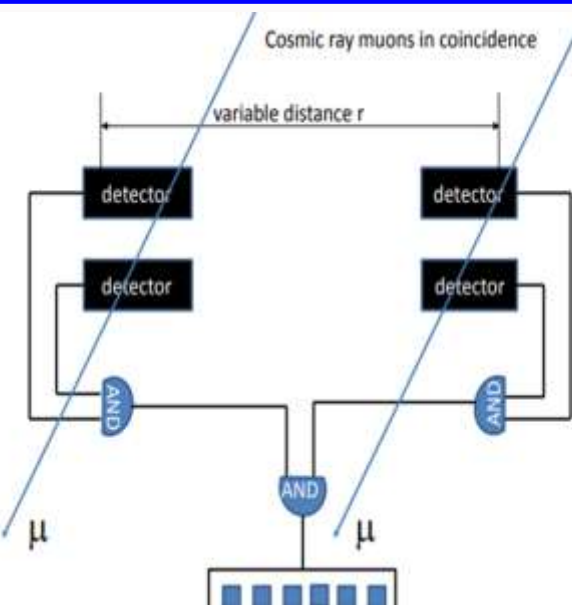 Cosmic ray muons in coincidence
variable distance r
detector
detector
detector
detector
AND
AND
AND
μ
μ